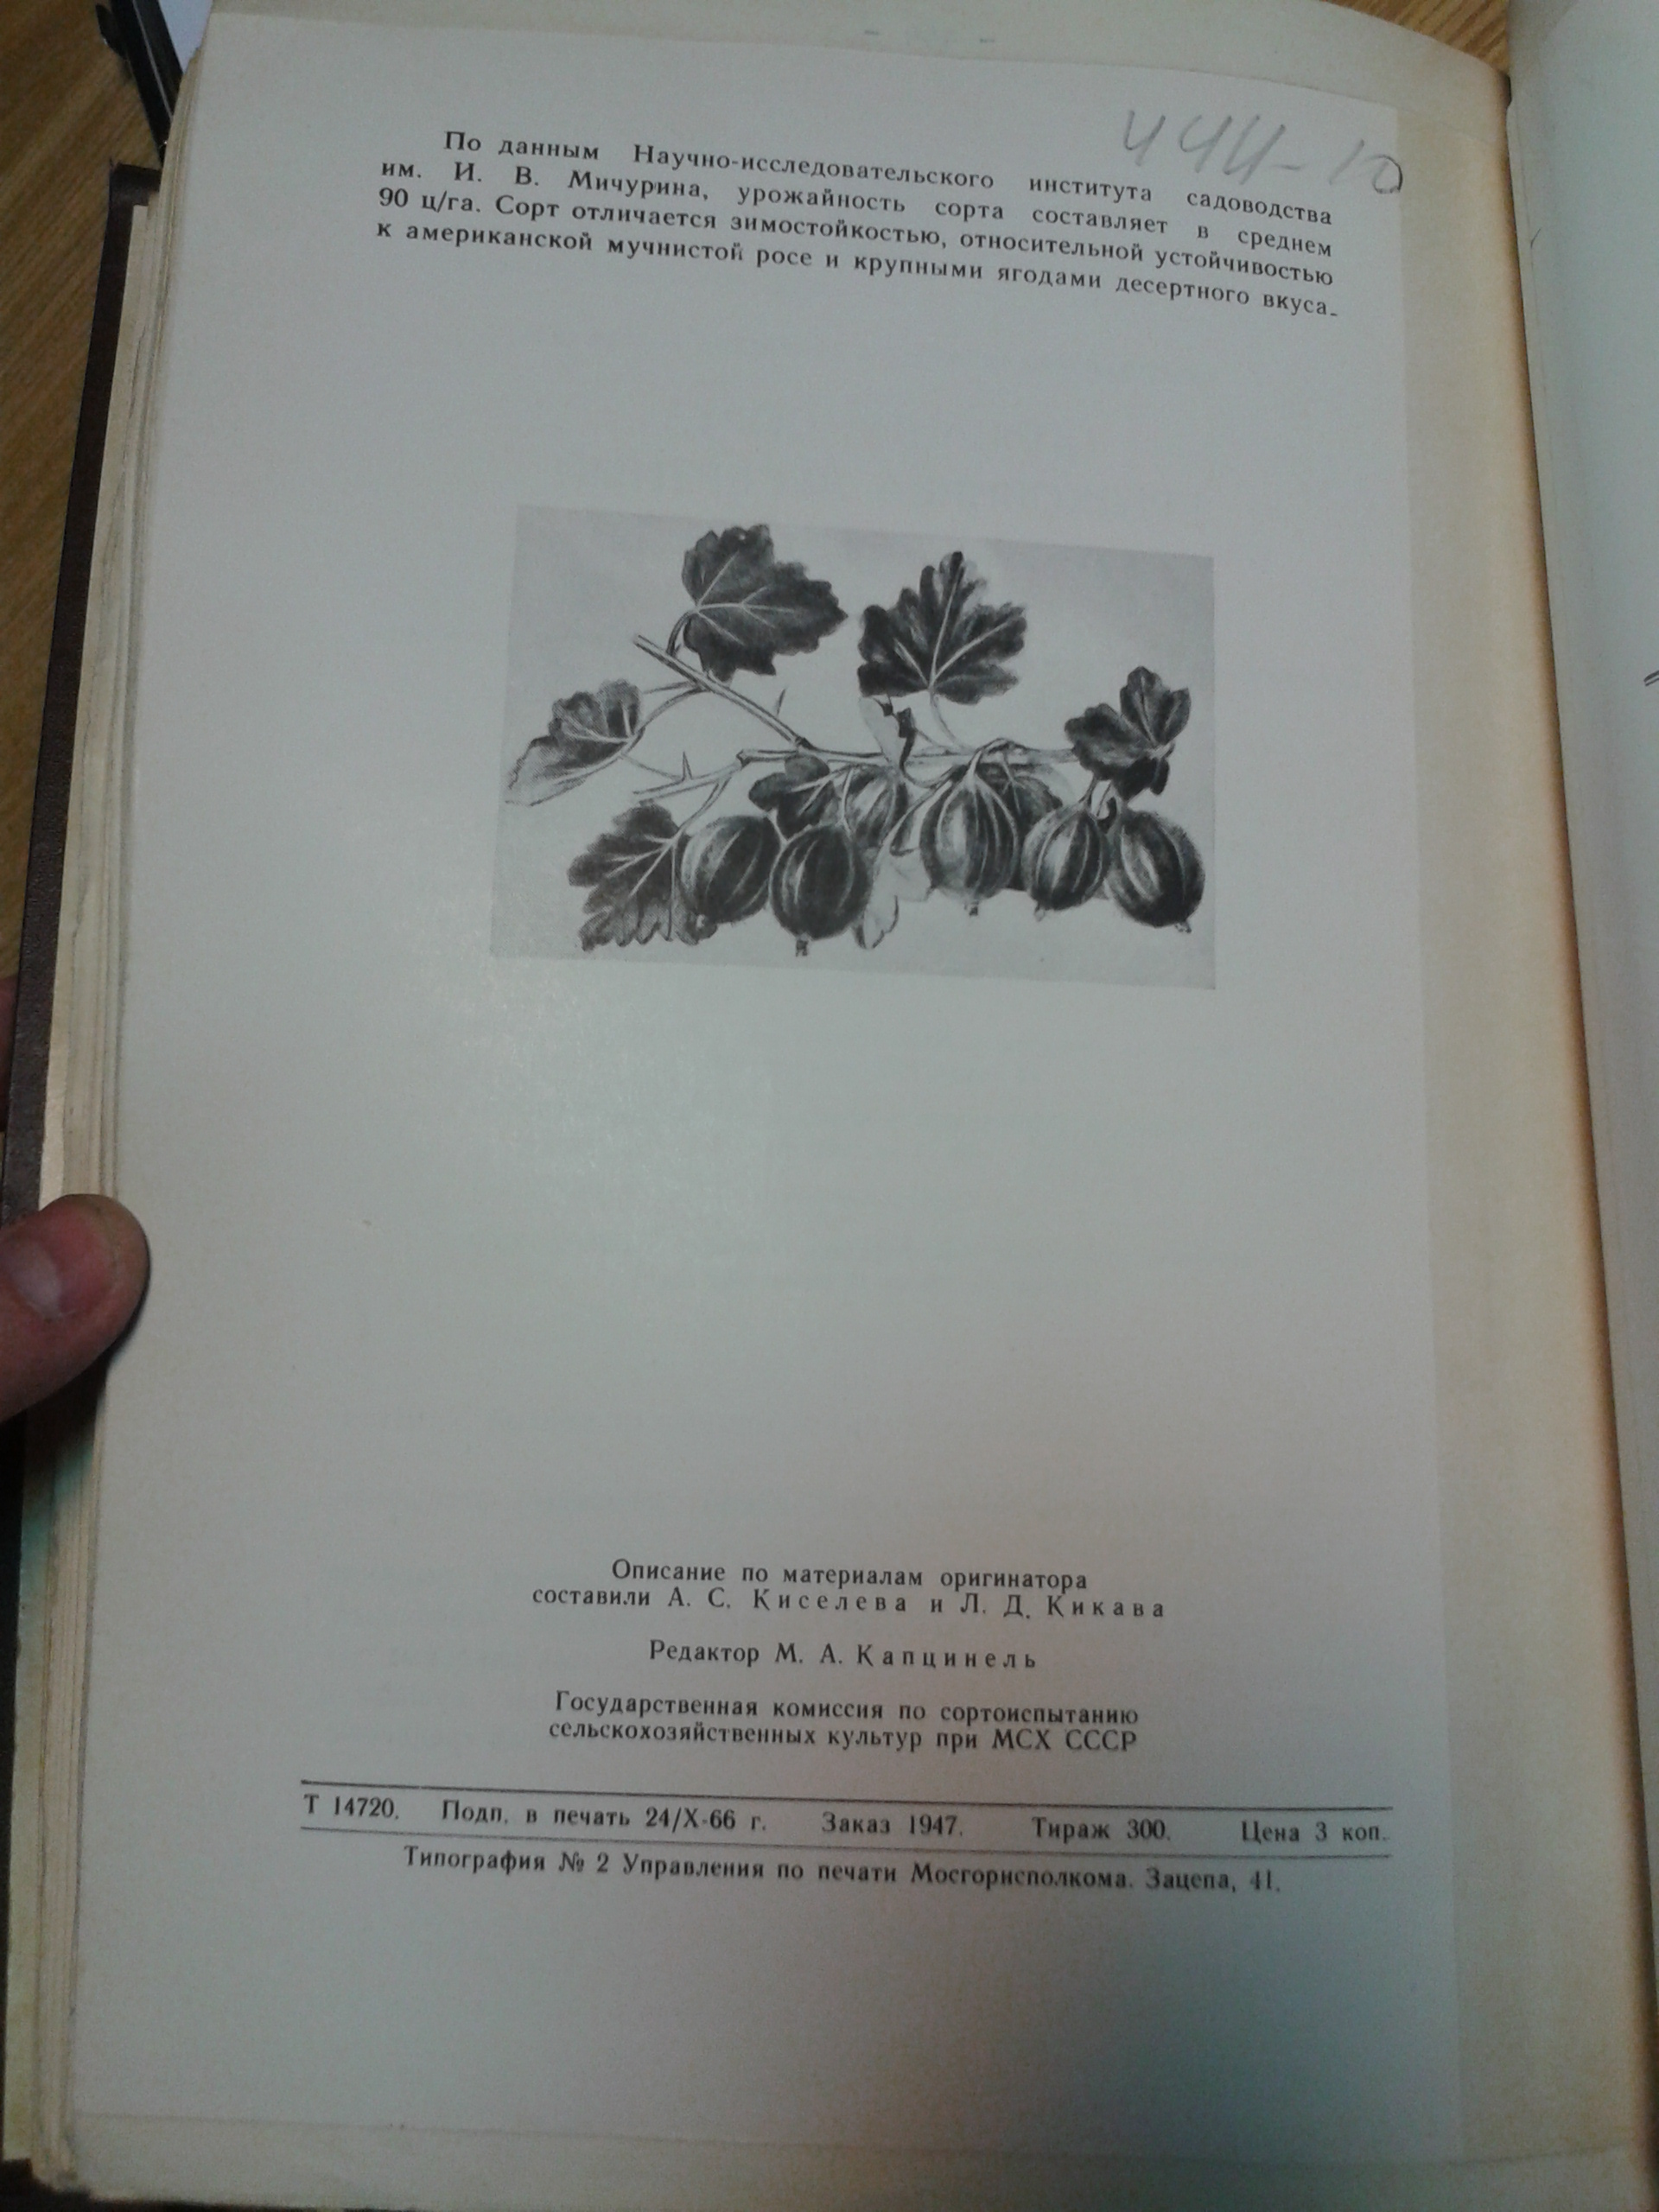 444-10
По данным Научно-исследовательского института садоводства
им. И. В. Мичурина, урожайность сорта составляет в среднем
90 ц/га. Сорт отличается зимостойкостью, относительной устойчивостью
к американской мучнистой росе и крупными ягодами десертного вкуса.
Описание по материалам оригинатора
составили А. С. Киселева и Л. Д. Кикава
Редактор М. А. Капцинель
Государственная комиссия по сортоиспытанию
сельскохозяйственных культур при МСХ СССР
Т 14720. Подп. в печать 24/X-66 г. Заказ 1947. Тираж 300. Цена 3 коп.
Типография № 2 Управления по печати Мосгорисполкома. Зацепа, 41.